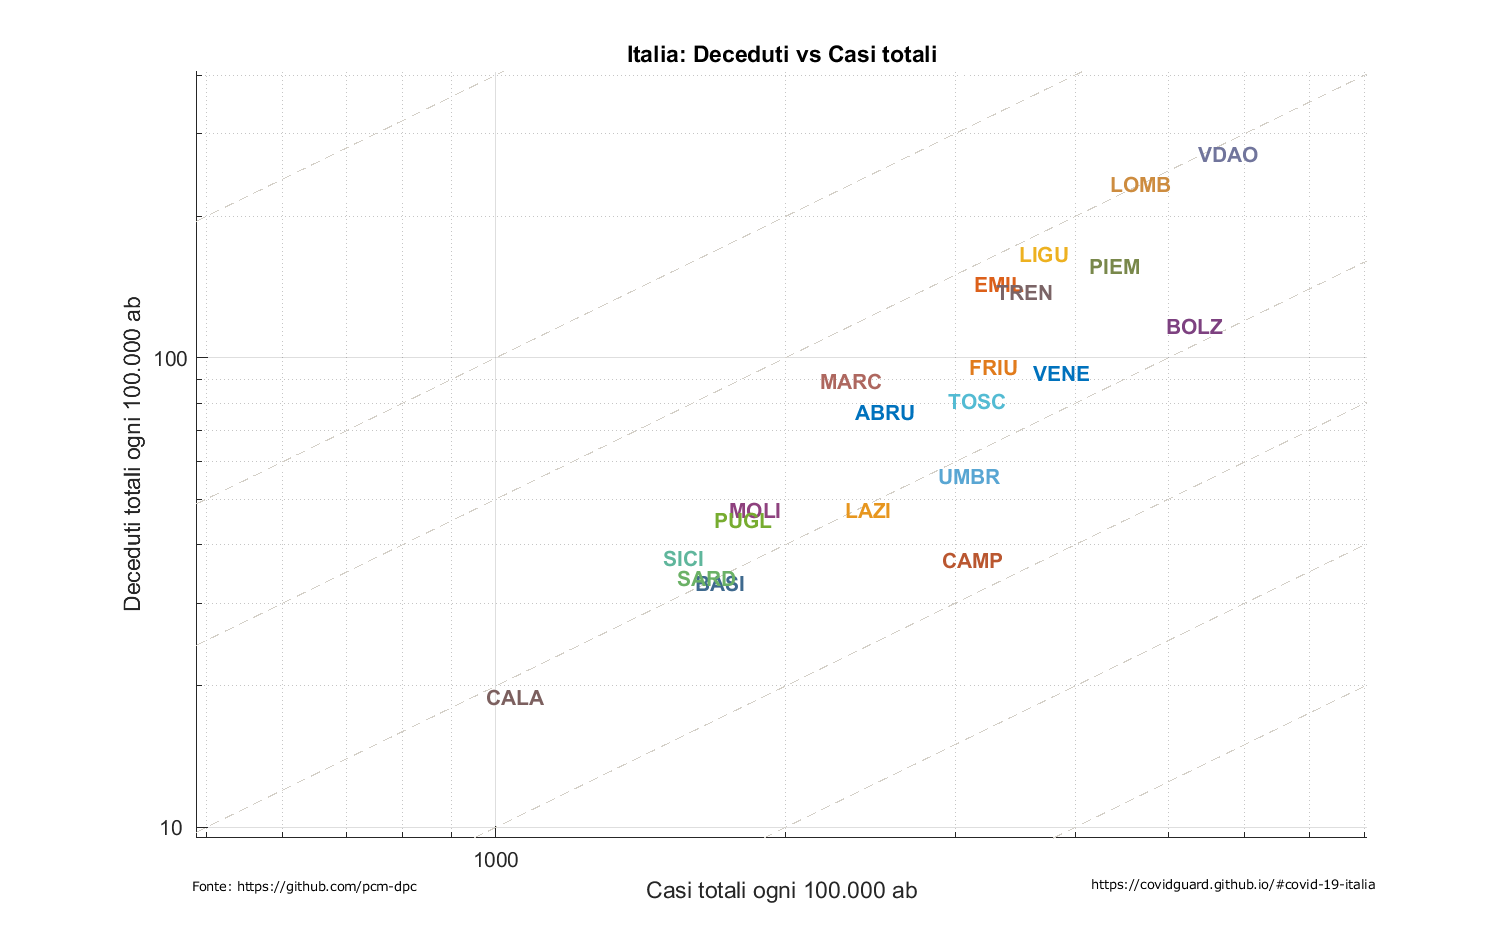 Italia: Deceduti vs Casi totali
VDAO
LOMB
LIGU
PIEM
EMIL
TREN
BOLZ
100
FRIU
VENE
MARC
TOSC
ABRU
UMBR
MOLI
LAZI
PUGL
SICI
CAMP
SARD
BASI
CALA
10
1000
Deceduti totali ogni 100.000 ab
Casi totali ogni 100.000 ab
Fonte: https://github.com/pcm-dpc
https://covidguard.github.io/#covid-19-italia